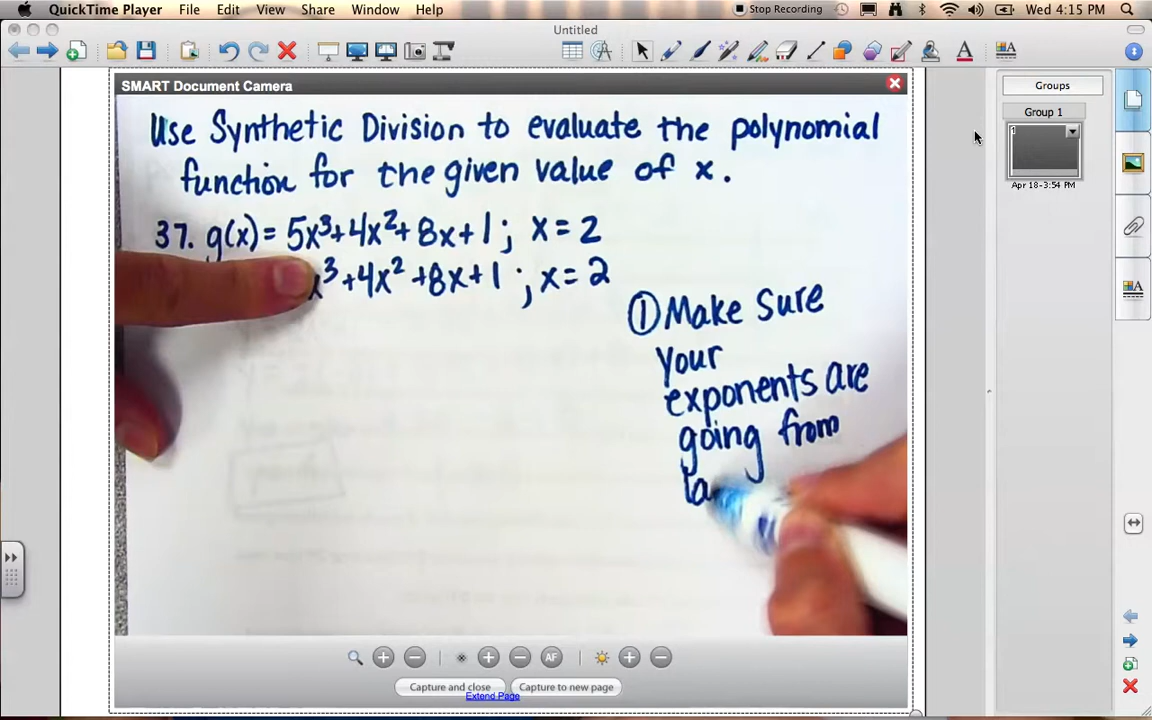 QuickTime Player File Edit View Share Window Help Stop Recording Wed 4:15 PM
Untitled
SMART Document Camera
Use Synthetic Division to evaluate the polynomial
function for the given value of x.
37. g(x) = 5x³+4x²+8x+1; x=2
x³+4x²+8x+1; x=2
① Make sure
your
exponents are
going from
la
AF
Capture and close Capture to new page
Extend Page
Groups
Group 1
1
Apr 18-3:54 PM